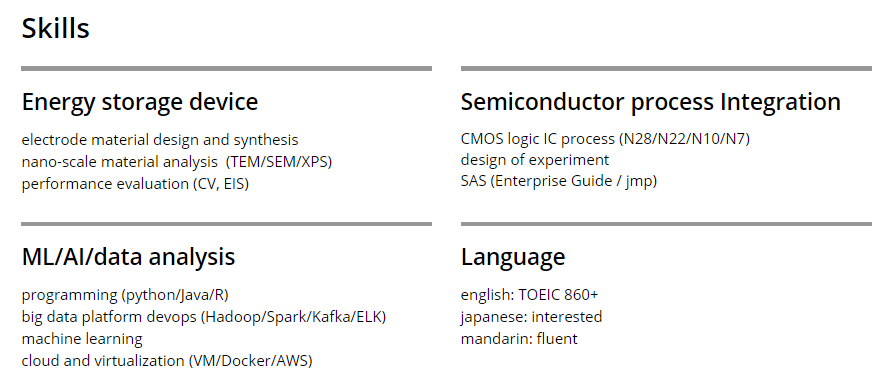 Skills
Energy storage device
electrode material design and synthesis
nano-scale material analysis  (TEM/SEM/XPS)
performance evaluation (CV, EIS)
Semiconductor process Integration
CMOS logic IC process (N28/N22/N10/N7)
design of experiment
SAS (Enterprise Guide / jmp)
ML/AI/data analysis
programming (python/Java/R)
big data platform devops (Hadoop/Spark/Kafka/ELK)
machine learning
cloud and virtualization (VM/Docker/AWS)
Language
english: TOEIC 860+
japanese: interested
mandarin: fluent